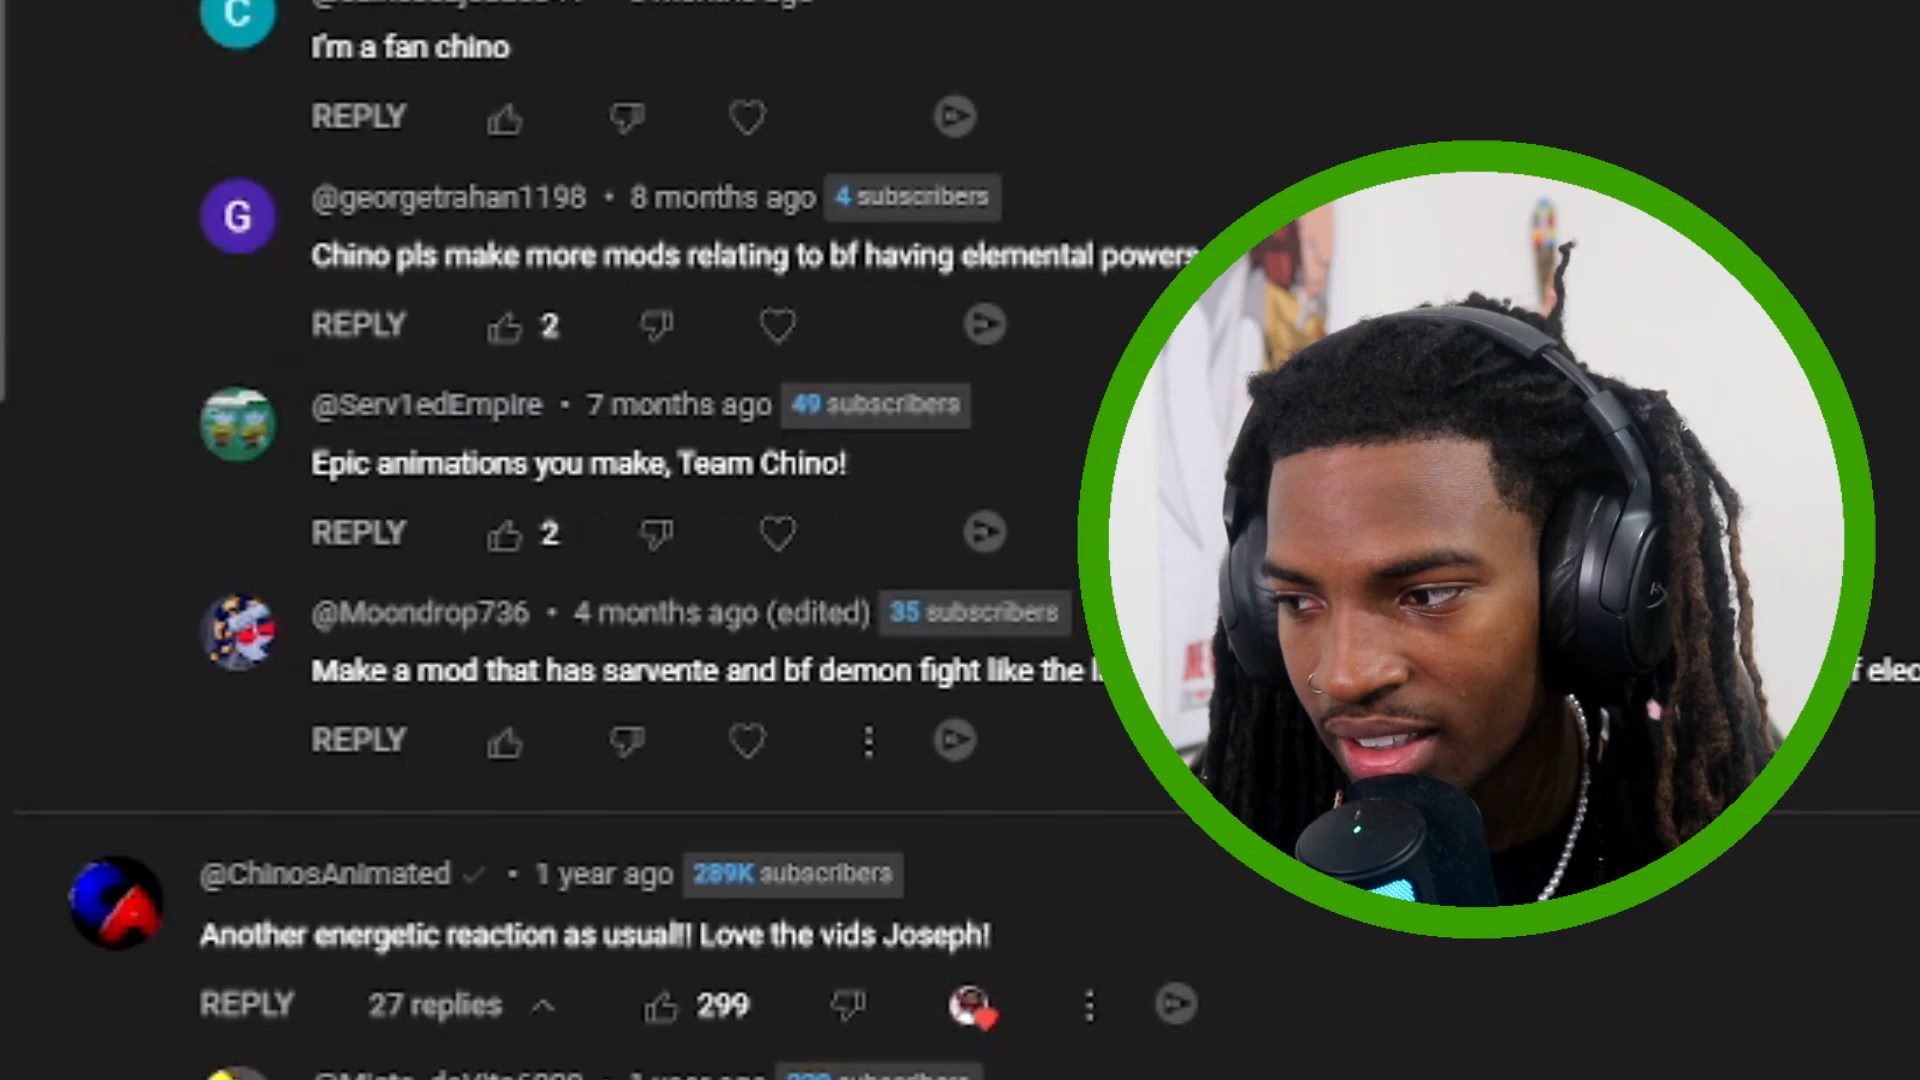 C
I'm a fan chino
REPLY
G
@georgetrahan1198 • 8 months ago 4 subscribers
Chino pls make more mods relating to bf having elemental powers
REPLY 2
@Serv1edEmpire • 7 months ago 49 subscribers
Epic animations you make, Team Chino!
REPLY 2
@Moondrop736 • 4 months ago (edited) 35 subscribers
Make a mod that has sarvente and bf demon fight like the
REPLY
@ChinosAnimated • 1 year ago 289K subscribers
Another energetic reaction as usual!! Love the vids Joseph!
REPLY 27 replies 299